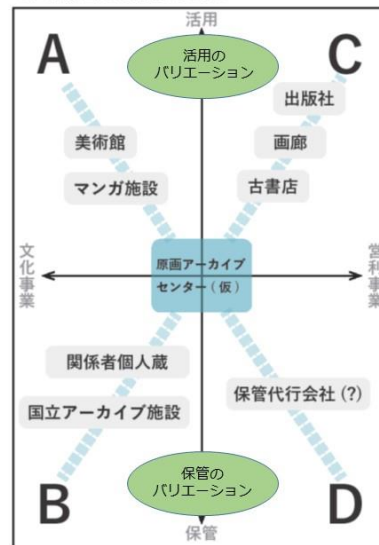 活用
A
活用の
バリエーション
C
出版社
美術館
画廊
マンガ施設
古書店
文化事業
原画アーカイブ
センター(仮)
営利事業
関係者個人蔵
保管代行会社(?)
国立アーカイブ施設
B
保管の
バリエーション
D
保管